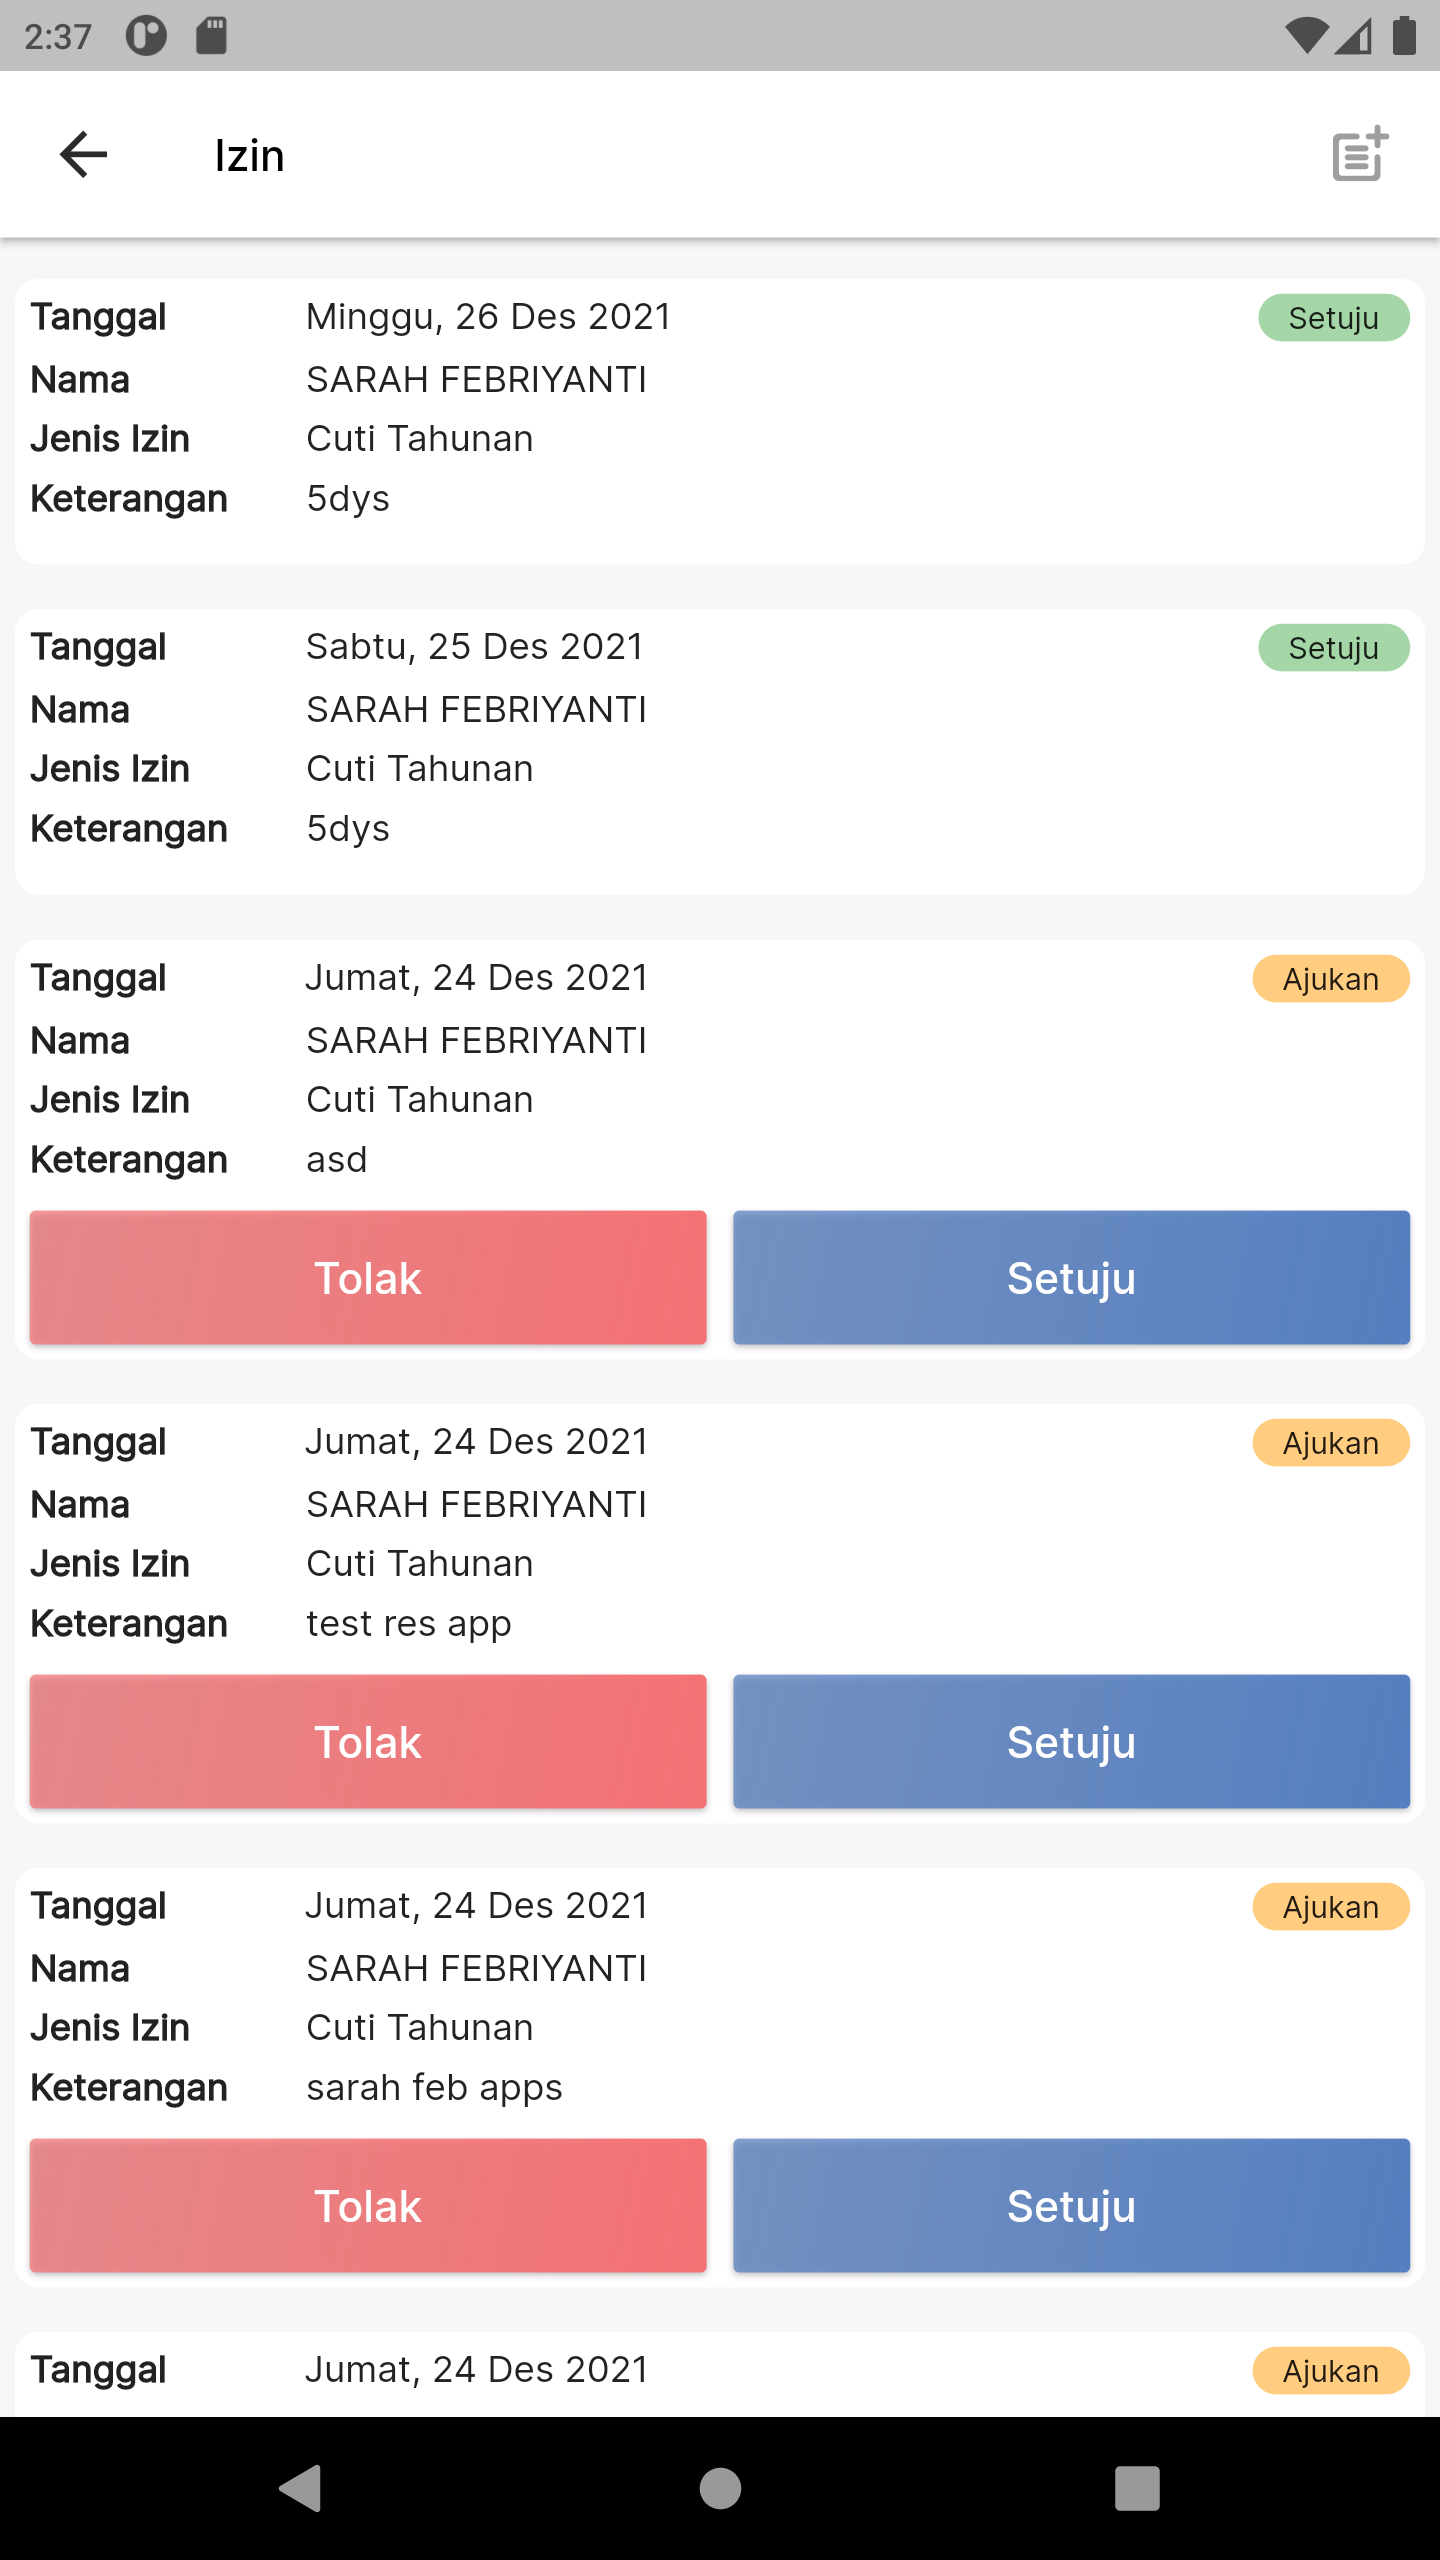 2:37
Izin
Tanggal Minggu, 26 Des 2021 Setuju
Nama SARAH FEBRIYANTI
Jenis Izin Cuti Tahunan
Keterangan 5dys
Tanggal Sabtu, 25 Des 2021 Setuju
Nama SARAH FEBRIYANTI
Jenis Izin Cuti Tahunan
Keterangan 5dys
Tanggal Jumat, 24 Des 2021 Ajukan
Nama SARAH FEBRIYANTI
Jenis Izin Cuti Tahunan
Keterangan asd
Tolak Setuju
Tanggal Jumat, 24 Des 2021 Ajukan
Nama SARAH FEBRIYANTI
Jenis Izin Cuti Tahunan
Keterangan test res app
Tolak Setuju
Tanggal Jumat, 24 Des 2021 Ajukan
Nama SARAH FEBRIYANTI
Jenis Izin Cuti Tahunan
Keterangan sarah feb apps
Tolak Setuju
Tanggal Jumat, 24 Des 2021 Ajukan